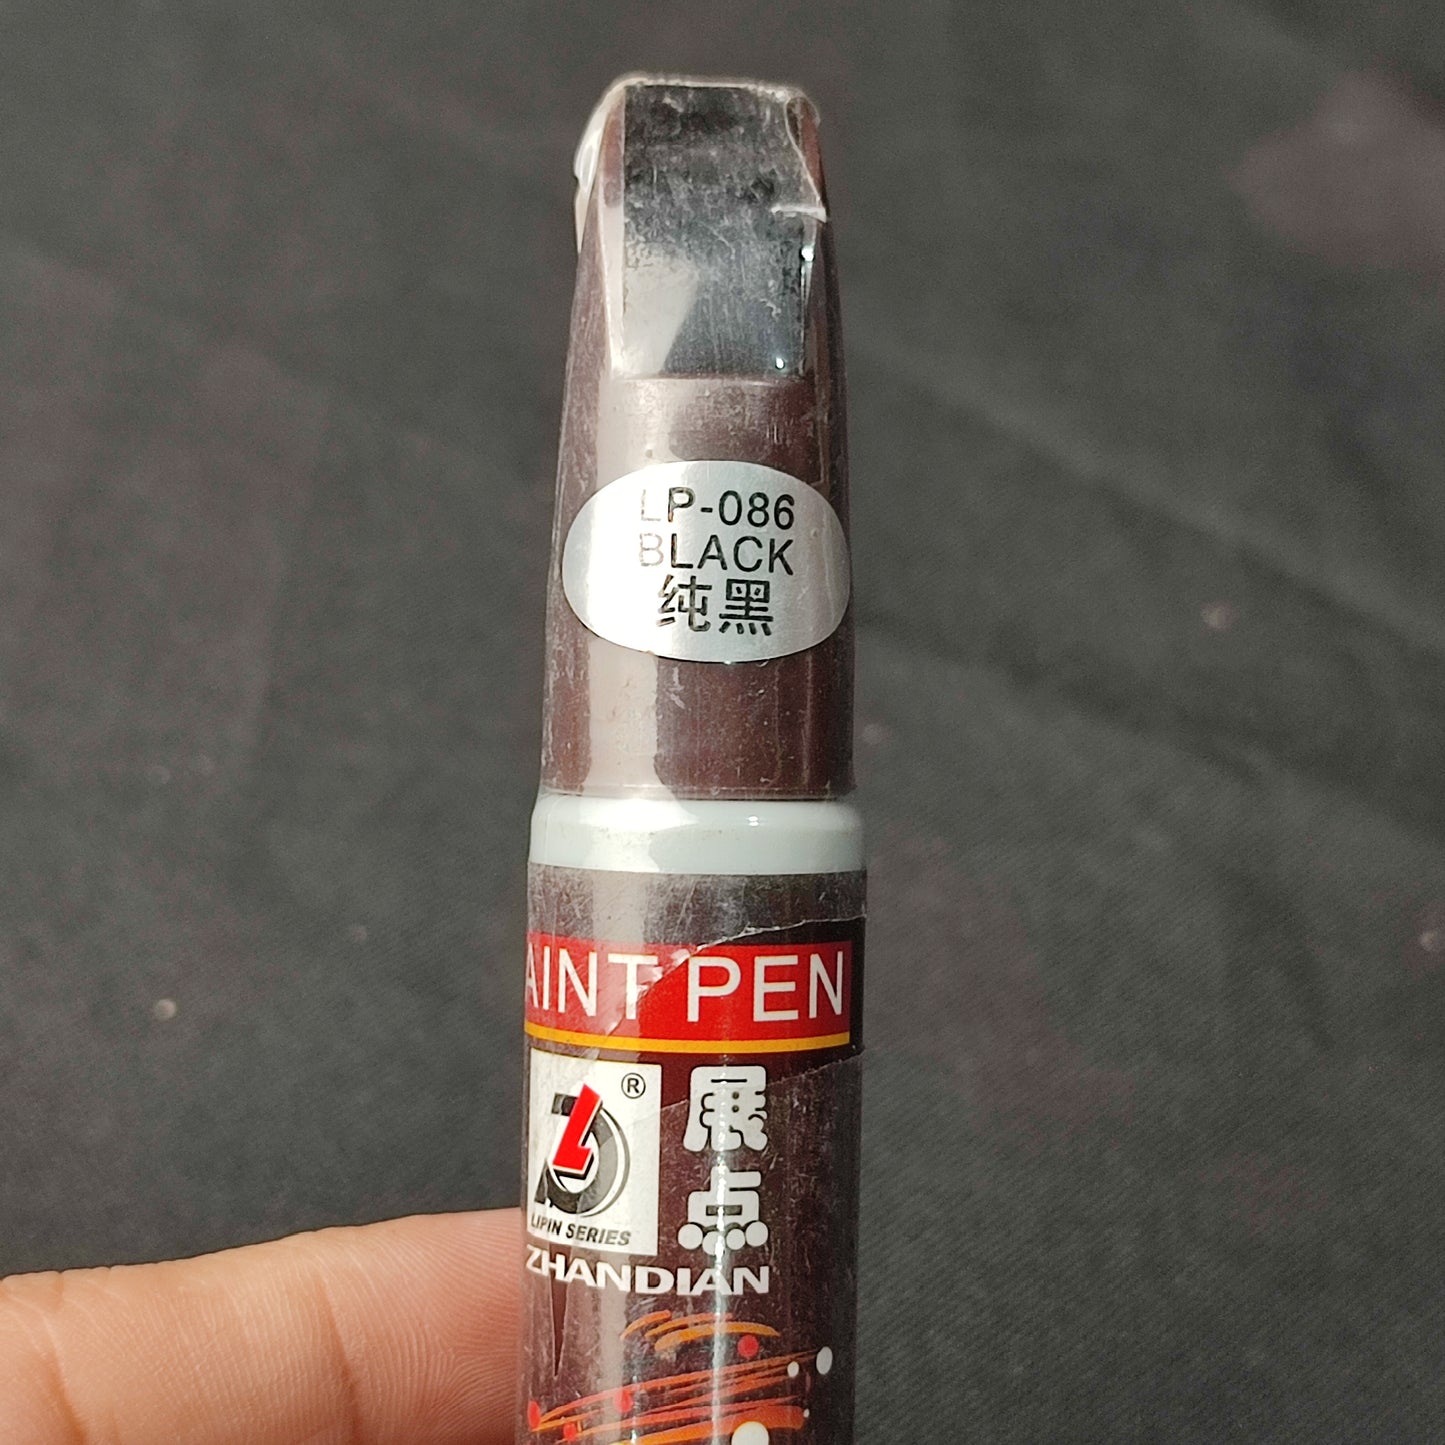 LP-086
BLACK
纯黑
AINT PEN
®
展点
LIPIN SERIES
ZHANDIAN